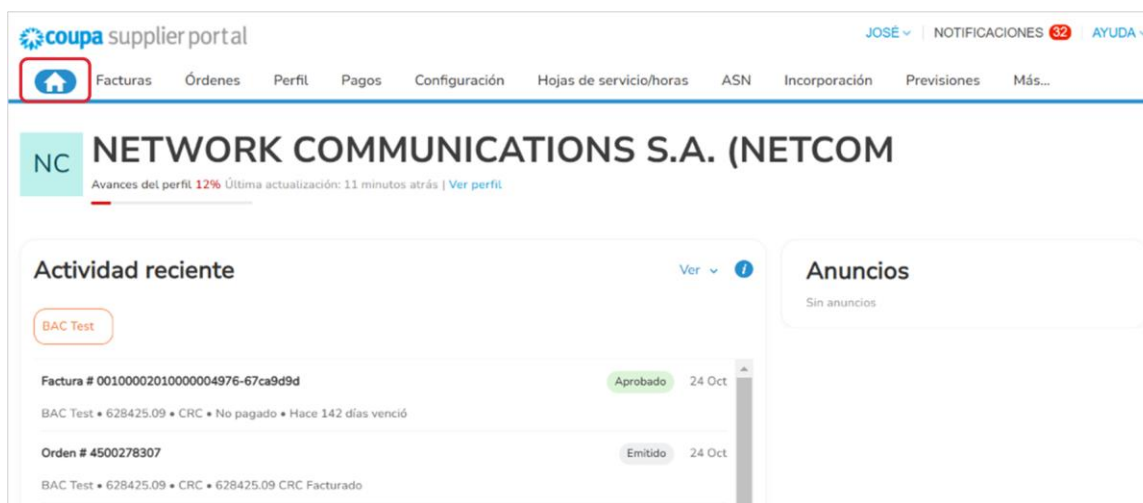 coupa supplier portal
JOSÉ NOTIFICACIONES 32 AYUDA
Facturas Órdenes Perfil Pagos Configuración Hojas de servicio/horas ASN Incorporación Previsiones Más...
NC
NETWORK COMMUNICATIONS S.A. (NETCOM
Avances del perfil 12% Última actualización: 11 minutos atrás | Ver perfil
Actividad reciente
Ver
i
Anuncios
Sin anuncios
BAC Test
Factura # 00100002010000004976-67ca9d9d
Aprobado 24 Oct
BAC Test • 628425.09 • CRC • No pagado • Hace 142 días venció
Orden # 4500278307
Emitido 24 Oct
BAC Test • 628425.09 • CRC • 628425.09 CRC Facturado